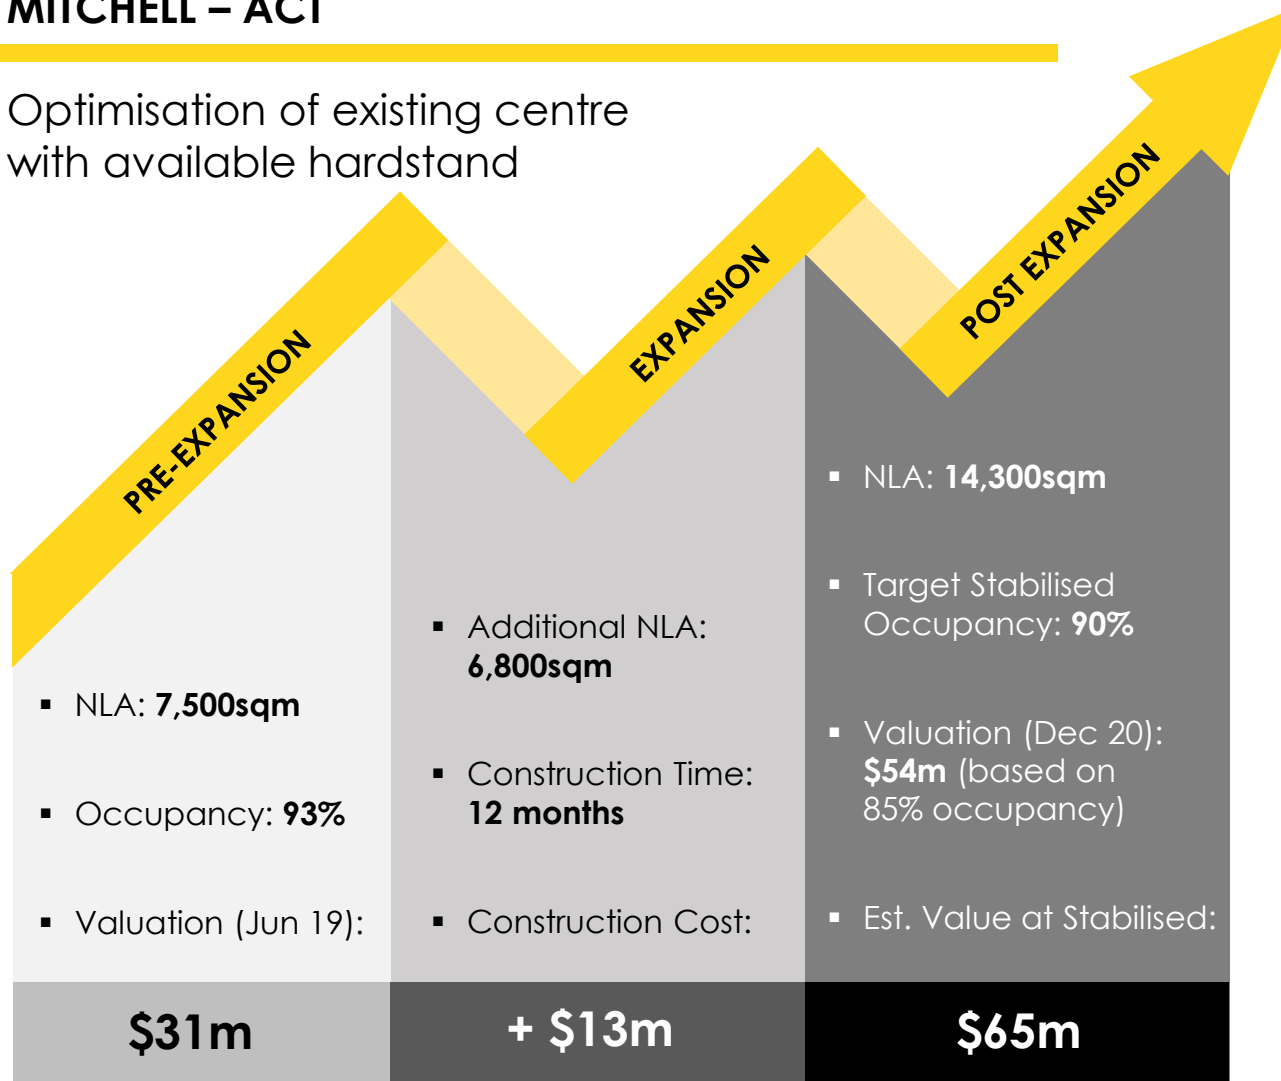 MITCHELL – ACT
Optimisation of existing centre
with available hardstand
PRE-EXPANSION
▪ NLA: 7,500sqm
▪ Occupancy: 93%
▪ Valuation (Jun 19):
$31m
EXPANSION
▪ Additional NLA:
6,800sqm
▪ Construction Time:
12 months
▪ Construction Cost:
+ $13m
POST EXPANSION
▪ NLA: 14,300sqm
▪ Target Stabilised
Occupancy: 90%
▪ Valuation (Dec 20):
$54m (based on
85% occupancy)
▪ Est. Value at Stabilised:
$65m